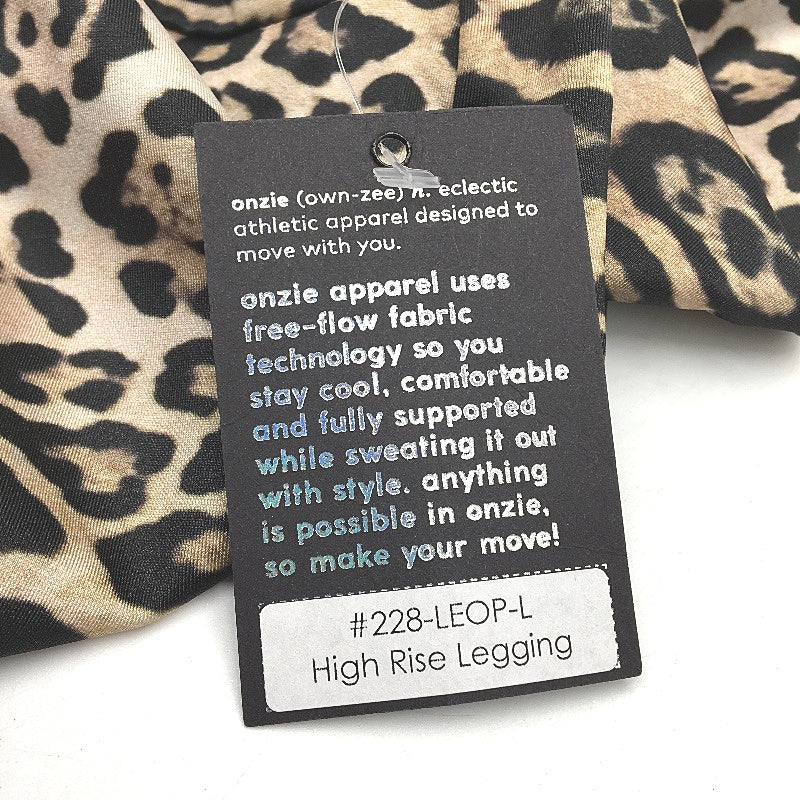 onzie (own-zee) n. eclectic
athletic apparel designed to
move with you.
onzie apparel uses
free-flow fabric
technology so you
stay cool, comfortable
and fully supported
while sweating it out
with style. anything
is possible in onzie,
so make your move!
#228-LEOP-L
High Rise Legging